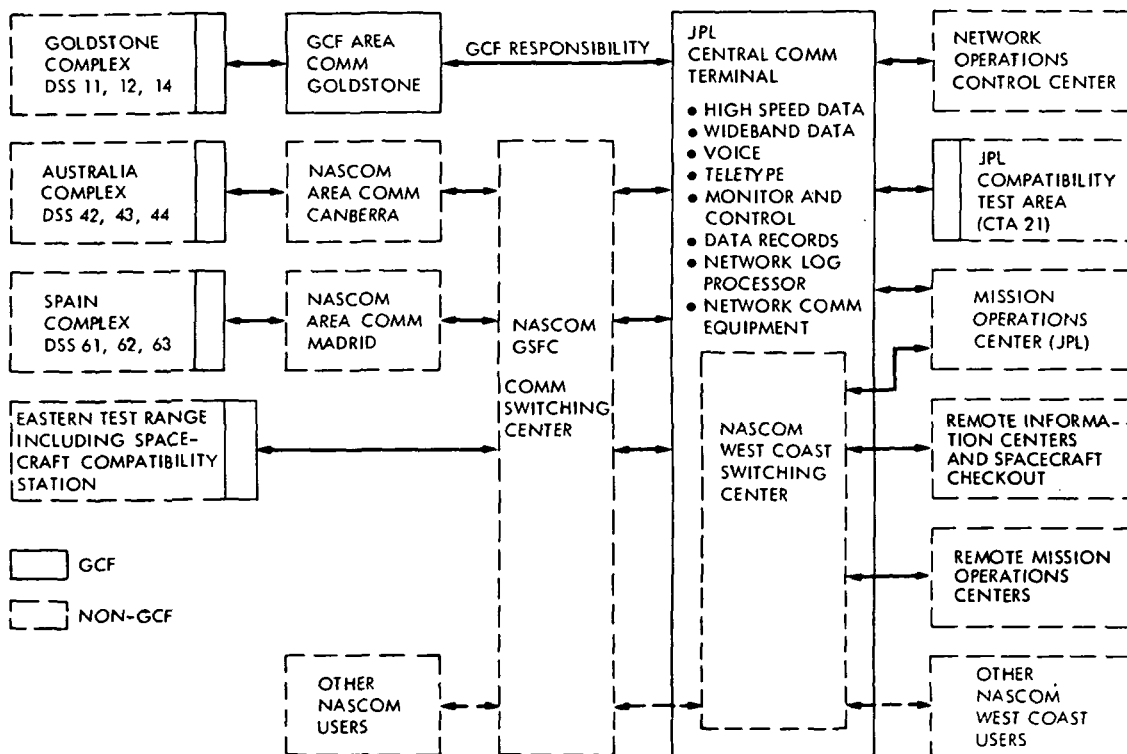 GOLDSTONE
COMPLEX
DSS 11, 12, 14
GCF AREA
COMM
GOLDSTONE
GCF RESPONSIBILITY
JPL
CENTRAL COMM
TERMINAL
• HIGH SPEED DATA
• WIDEBAND DATA
• VOICE
• TELETYPE
• MONITOR AND
CONTROL
• DATA RECORDS
• NETWORK LOG
PROCESSOR
• NETWORK COMM
EQUIPMENT
NETWORK
OPERATIONS
CONTROL CENTER
AUSTRALIA
COMPLEX
DSS 42, 43, 44
NASCOM
AREA COMM
CANBERRA
JPL
COMPATIBILITY
TEST AREA
(CTA 21)
SPAIN
COMPLEX
DSS 61, 62, 63
NASCOM
AREA COMM
MADRID
NASCOM
GSFC
COMM
SWITCHING
CENTER
MISSION
OPERATIONS
CENTER (JPL)
EASTERN TEST RANGE
INCLUDING SPACE-
CRAFT COMPATIBILITY
STATION
NASCOM
WEST COAST
SWITCHING
CENTER
REMOTE INFORMA-
TION CENTERS
AND SPACECRAFT
CHECKOUT
GCF
NON-GCF
REMOTE MISSION
OPERATIONS
CENTERS
OTHER
NASCOM
USERS
OTHER
NASCOM
WEST COAST
USERS